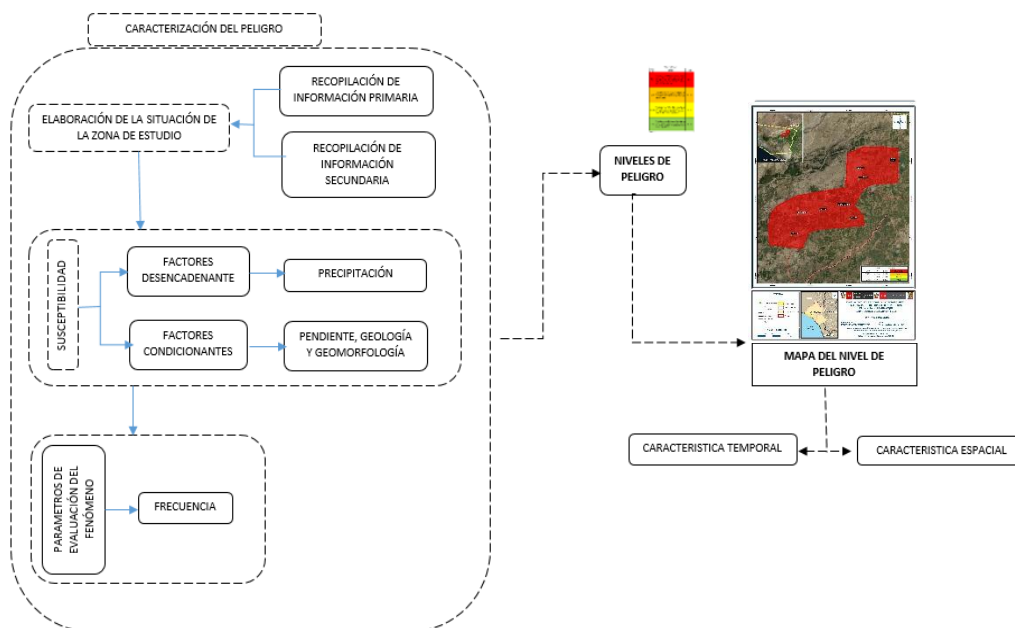 CARACTERIZACIÓN DEL PELIGRO
RECOPILACIÓN DE
INFORMACIÓN PRIMARIA
ELABORACIÓN DE LA SITUACIÓN DE
LA ZONA DE ESTUDIO
RECOPILACIÓN DE
INFORMACIÓN
SECUNDARIA
SUSCEPTIBILIDAD
FACTORES
DESENCADENANTE
PRECIPITACIÓN
FACTORES
CONDICIONANTES
PENDIENTE, GEOLOGÍA
Y GEOMORFOLOGÍA
PARAMETROS DE
EVALUACIÓN DEL
FENÓMENO
FRECUENCIA
NIVELES DE
PELIGRO
MAPA DEL NIVEL DE
PELIGRO
CARACTERISTICA TEMPORAL
CARACTERISTICA ESPACIAL